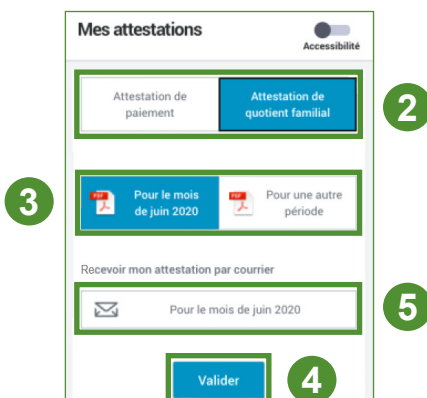 Mes attestations
Accessibilité
Attestation de
paiement
Attestation de
quotient familial
2
3
PDF
Pour le mois
de juin 2020
PDF
Pour une autre
période
Recevoir mon attestation par courrier
Pour le mois de juin 2020
5
Valider
4